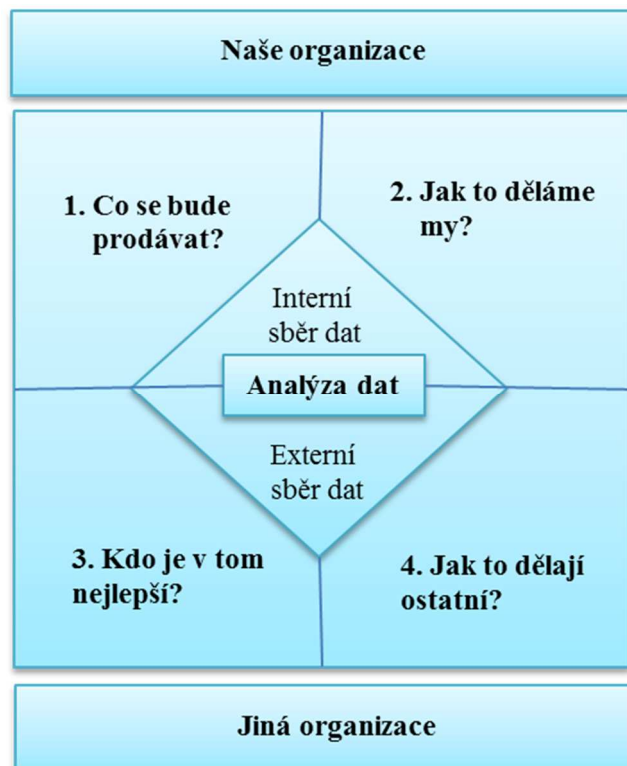 Naše organizace
1. Co se bude
prodávat?
2. Jak to děláme
my?
Interní
sběr dat
Analýza dat
Externí
sběr dat
3. Kdo je v tom
nejlepší?
4. Jak to dělají
ostatní?
Jiná organizace